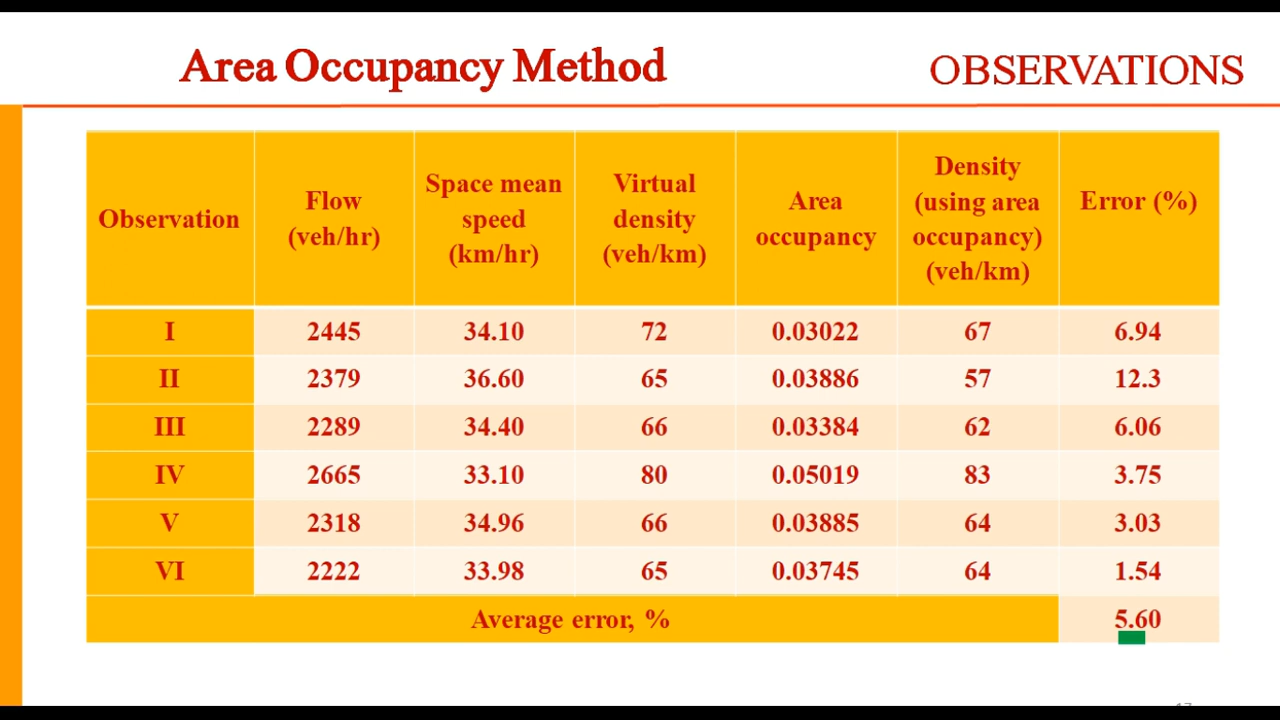 Area Occupancy Method
OBSERVATIONS
Observation
Flow
(veh/hr)
Space mean
speed
(km/hr)
Virtual
density
(veh/km)
Area
occupancy
Density
(using area
occupancy)
(veh/km)
Error (%)
I 2445 34.10 72 0.03022 67 6.94
II 2379 36.60 65 0.03886 57 12.3
III 2289 34.40 66 0.03384 62 6.06
IV 2665 33.10 80 0.05019 83 3.75
V 2318 34.96 66 0.03885 64 3.03
VI 2222 33.98 65 0.03745 64 1.54
Average error, % 5.60